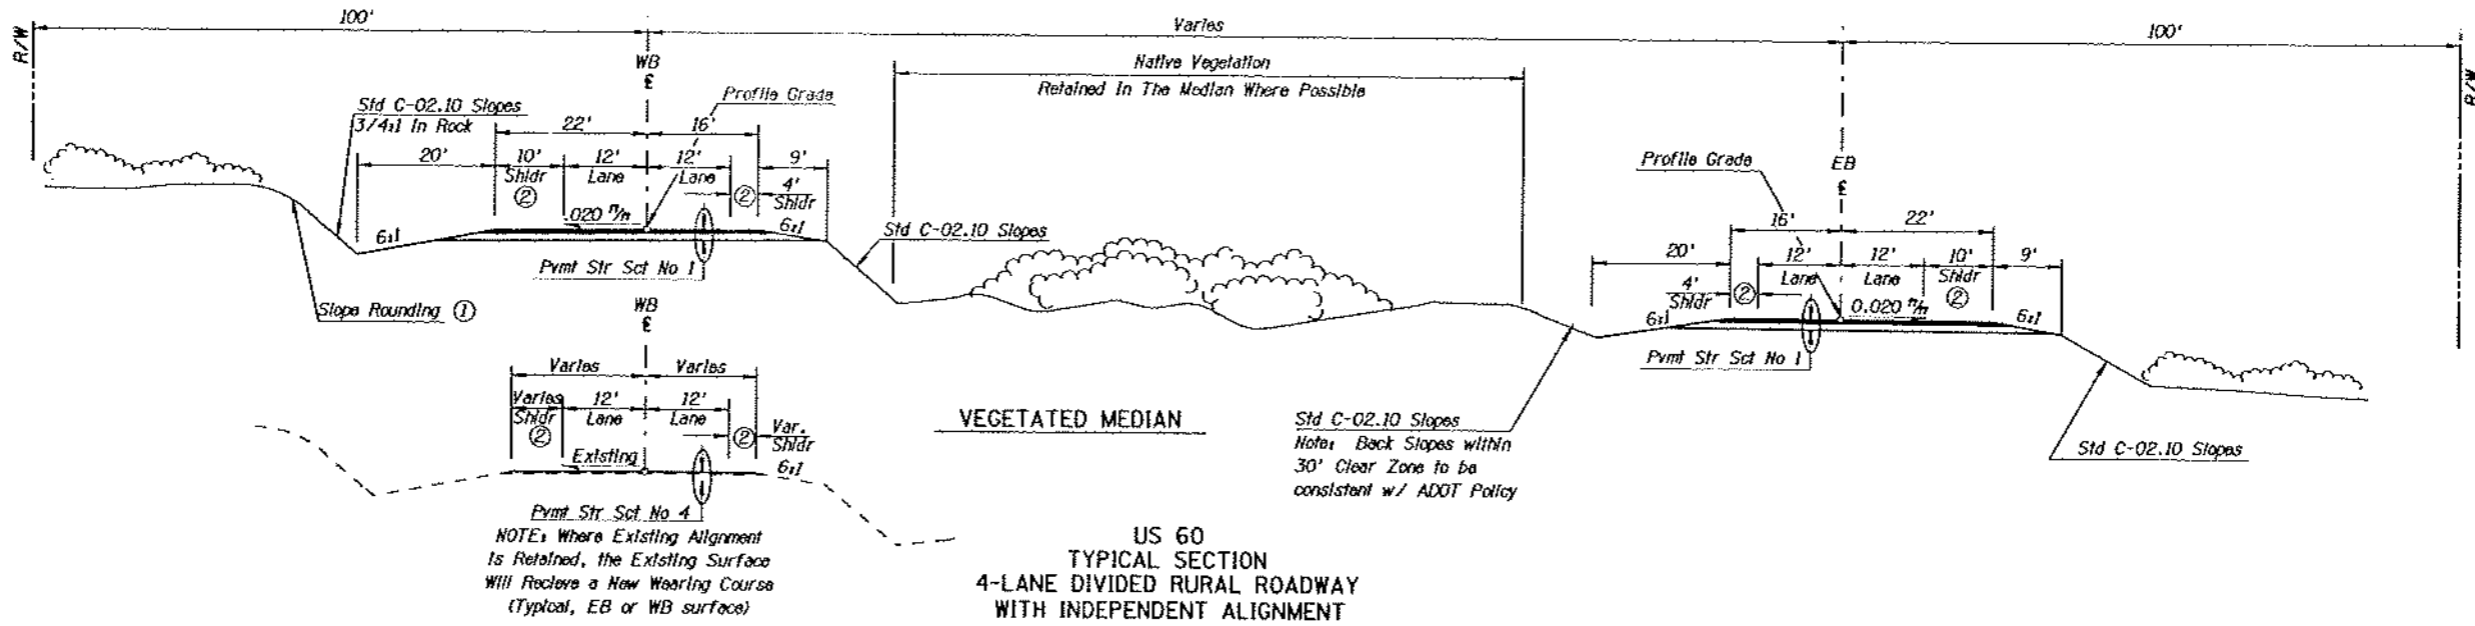 100'
Varies
100'
R/W
R/W
WB
℄
Native Vegetation
Retained In The Median Where Possible
Std C-02.10 Slopes
3/4:1 In Rock
Profile Grade
22'
16'
20'
10'
Shldr
②
12'
Lane
12'
Lane
②
4'
Shldr
9'
.020 ft/ft
6:1
6:1
Pvmt Str Sct No 1
Slope Rounding ①
Std C-02.10 Slopes
Profile Grade
EB
℄
16'
22'
20'
4'
Shldr
②
12'
Lane
12'
Lane
10'
Shldr
②
9'
0.020 ft/ft
6:1
6:1
Pvmt Str Sct No 1
WB
℄
Varies
Varies
Varies
Shldr
②
12'
Lane
12'
Lane
②
Var.
Shldr
Existing
6:1
Pvmt Str Sct No 4
NOTE: Where Existing Alignment
Is Retained, the Existing Surface
Will Recieve a New Wearing Course
(Typical, EB or WB surface)
VEGETATED MEDIAN
Std C-02.10 Slopes
Note: Back Slopes within
30' Clear Zone to be
consistent w/ ADOT Policy
Std C-02.10 Slopes
US 60
TYPICAL SECTION
4-LANE DIVIDED RURAL ROADWAY
WITH INDEPENDENT ALIGNMENT